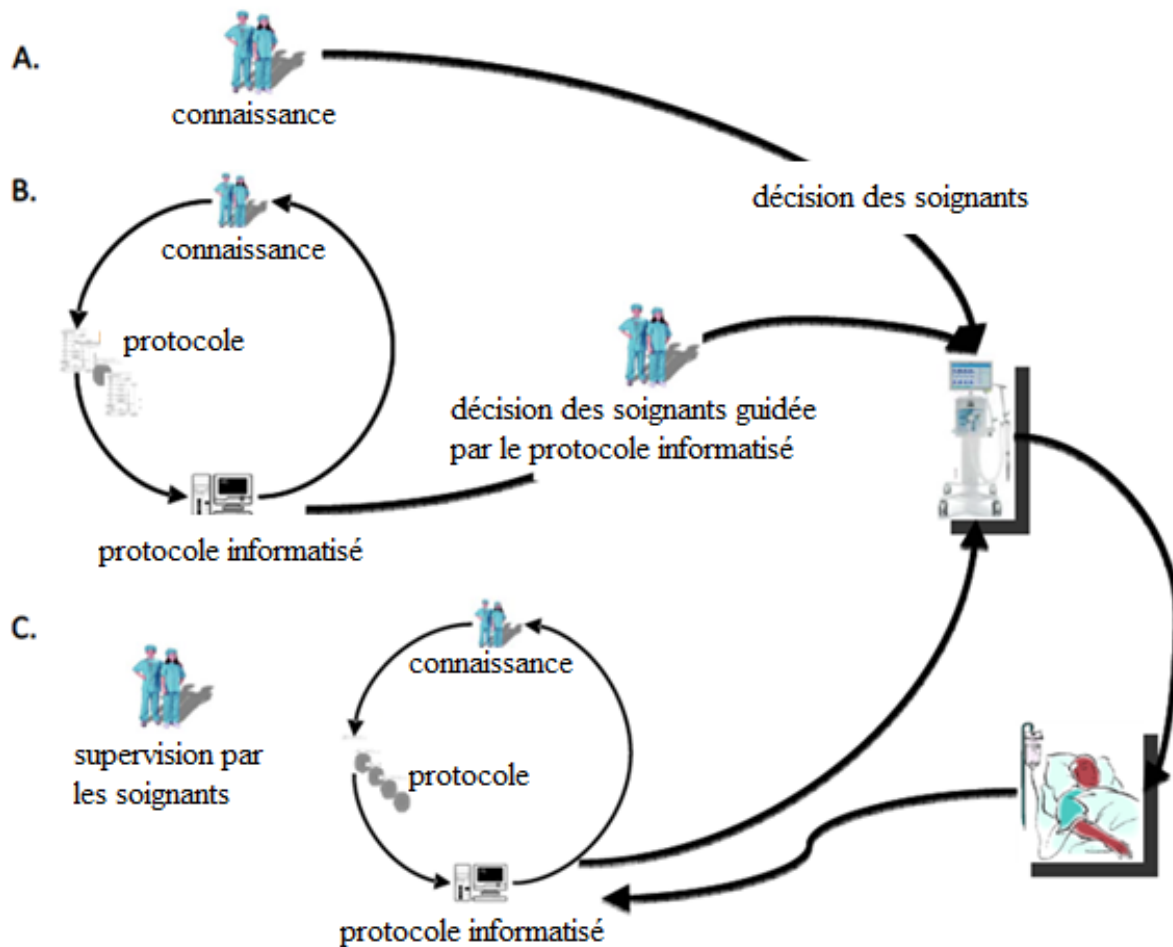 A.
connaissance
décision des soignants
B.
connaissance
protocole
décision des soignants guidée
par le protocole informatisé
protocole informatisé
C.
connaissance
supervision par
les soignants
protocole
protocole informatisé